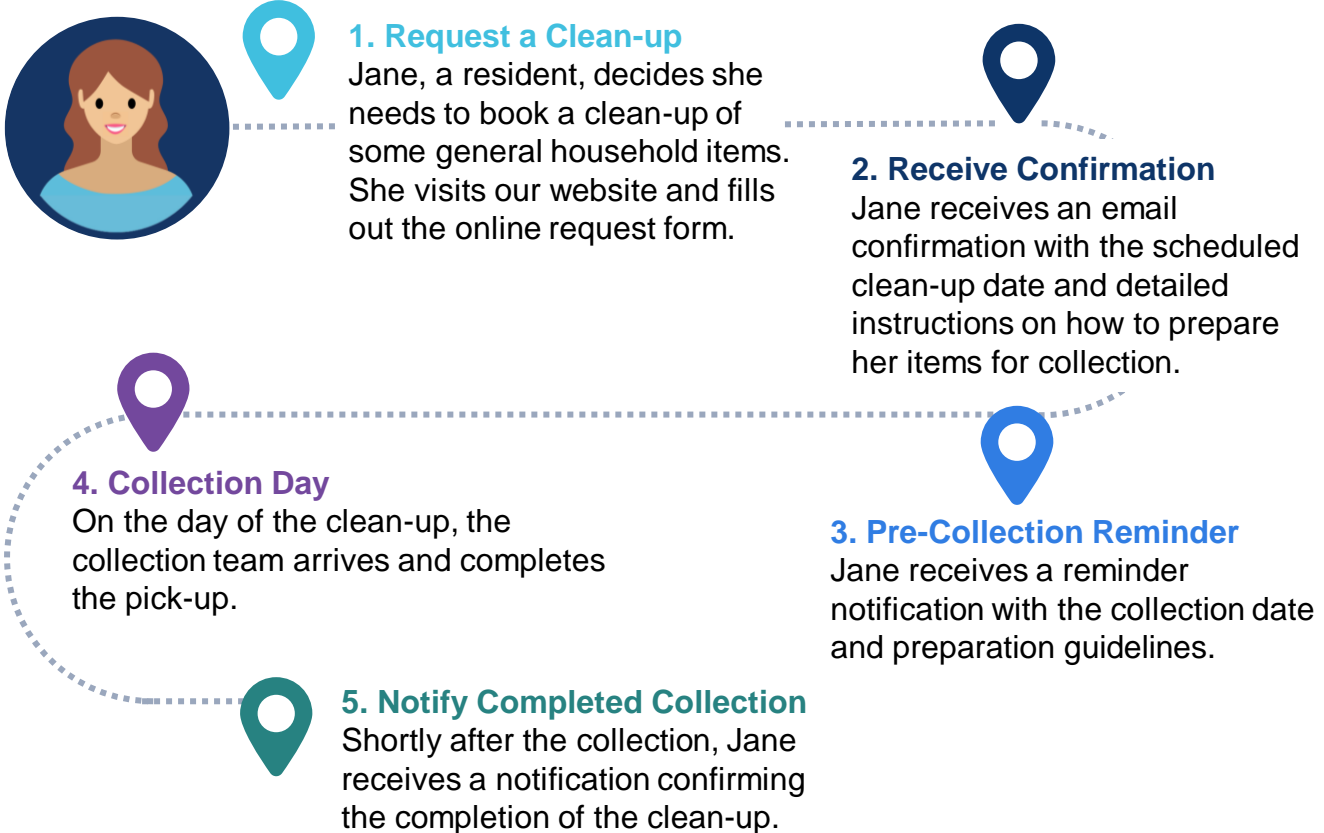 1. Request a Clean-up
Jane, a resident, decides she
needs to book a clean-up of
some general household items.
She visits our website and fills
out the online request form.
2. Receive Confirmation
Jane receives an email
confirmation with the scheduled
clean-up date and detailed
instructions on how to prepare
her items for collection.
3. Pre-Collection Reminder
Jane receives a reminder
notification with the collection date
and preparation guidelines.
4. Collection Day
On the day of the clean-up, the
collection team arrives and completes
the pick-up.
5. Notify Completed Collection
Shortly after the collection, Jane
receives a notification confirming
the completion of the clean-up.